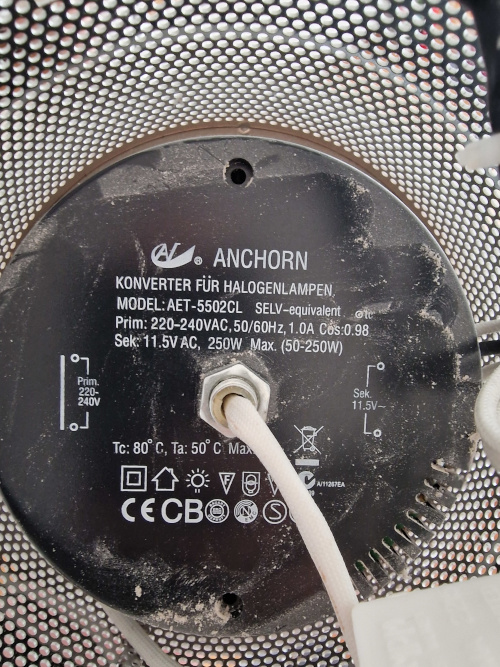 ANCHORN
KONVERTER FÜR HALOGENLAMPEN
MODEL: AET-5502CL SELV-equivalent tc
Prim: 220-240VAC, 50/60Hz, 1.0A Cos:0.98
Sek: 11.5V AC, 250W Max. (50-250W)
Prim.
220-
240V
Sek.
11.5V~
Tc: 80°C, Ta: 50°C Max
F
A/11267EA
CE CB
S